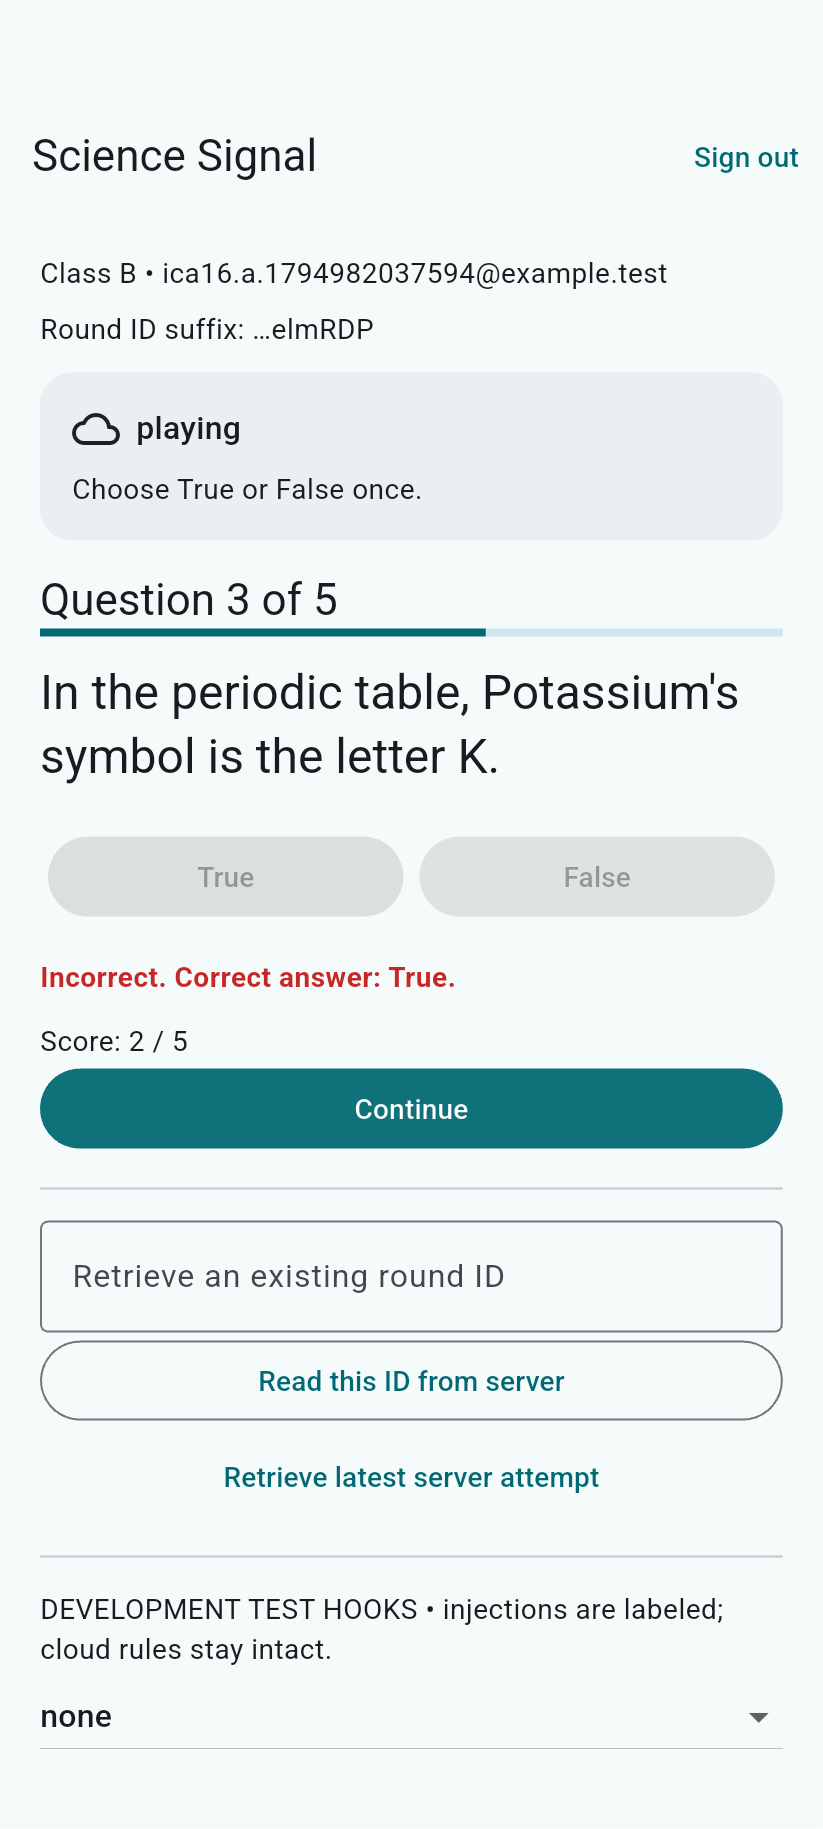 Science Signal
Sign out
Class B • ica16.a.1794982037594@example.test
Round ID suffix: …elmRDP
playing
Choose True or False once.
Question 3 of 5
In the periodic table, Potassium's
symbol is the letter K.
True
False
Incorrect. Correct answer: True.
Score: 2 / 5
Continue
Retrieve an existing round ID
Read this ID from server
Retrieve latest server attempt
DEVELOPMENT TEST HOOKS • injections are labeled;
cloud rules stay intact.
none